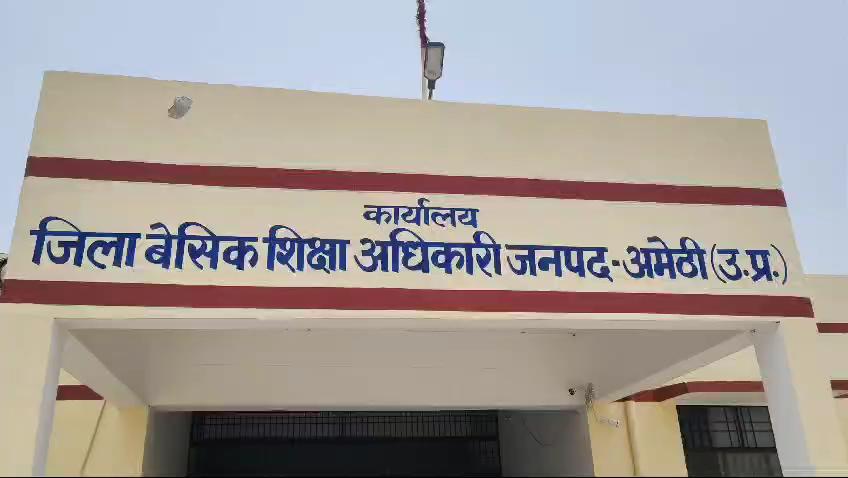 कार्यालय
जिला बेसिक शिक्षा अधिकारी जनपद-अमेठी (उ.प्र.)